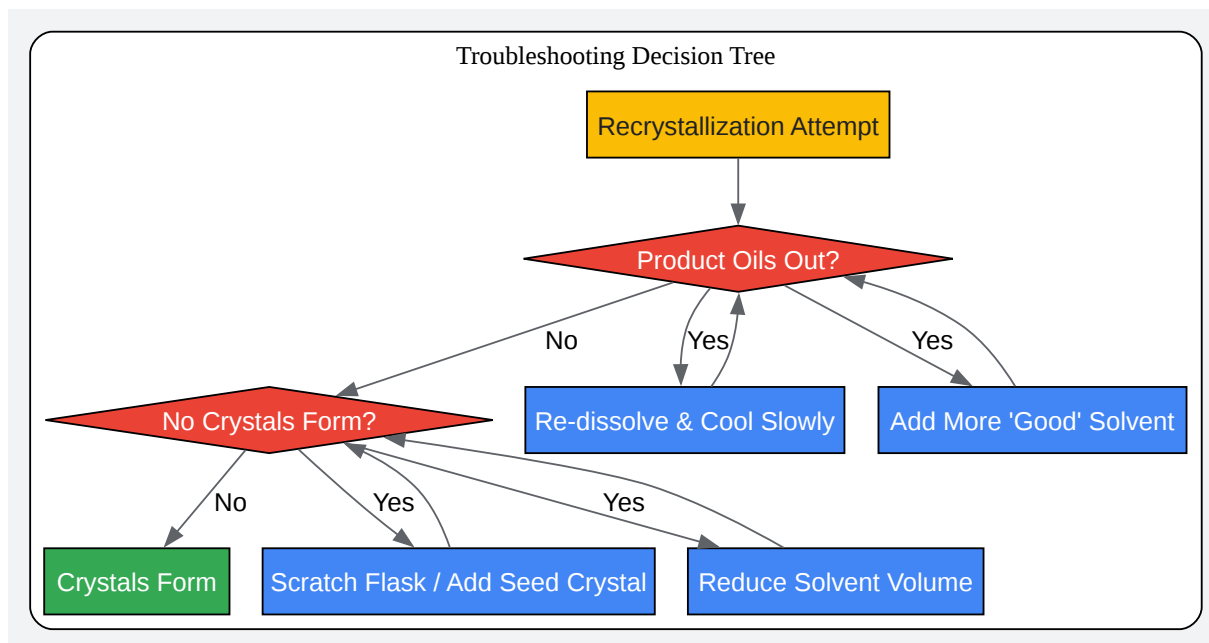 Troubleshooting Decision Tree
Recrystallization Attempt
Product Oils Out?
No
Yes
Yes
No Crystals Form?
Re-dissolve & Cool Slowly
Add More 'Good' Solvent
No
Yes
Yes
Crystals Form
Scratch Flask / Add Seed Crystal
Reduce Solvent Volume